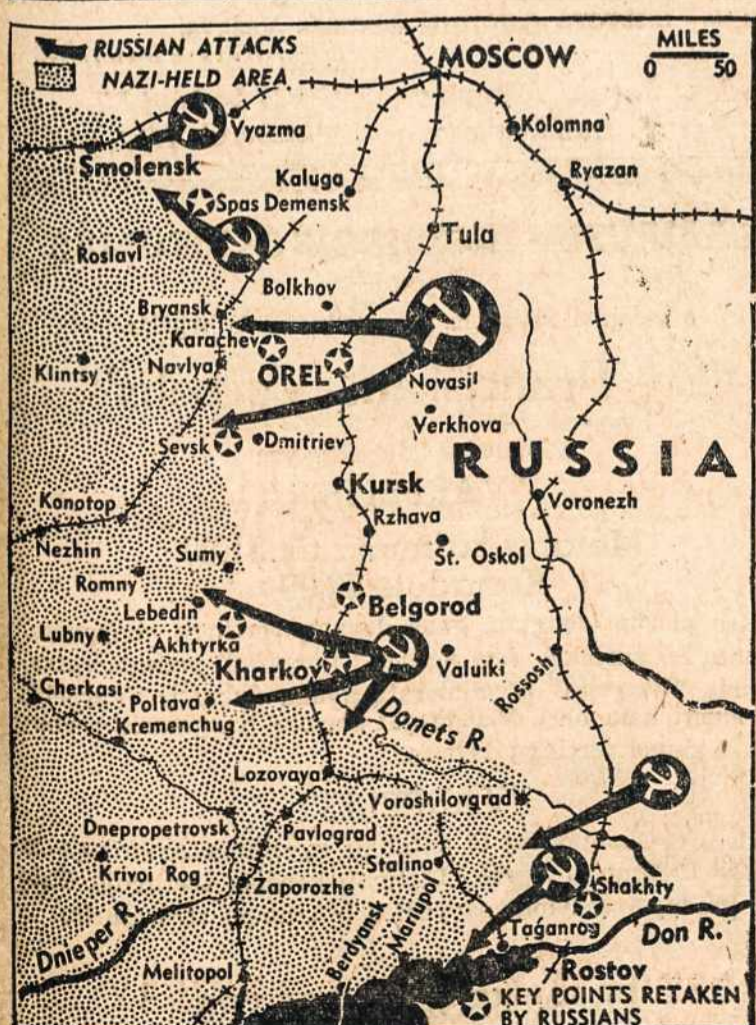 RUSSIAN ATTACKS
NAZI-HELD AREA
MOSCOW
MILES
0 50
Vyazma
Kolomna
Smolensk
Kaluga
Ryazan
Spas Demensk
Roslavl
Tula
Bolkhov
Bryansk
Karachev
Klintsy
Navlya
OREL
Novasil
Verkhova
Sevsk
Dmitriev
RUSSIA
Kursk
Konotop
Voronezh
Rzhava
Nezhin
Sumy
St. Oskol
Romny
Lebedin
Belgorod
Lubny
Akhtyrka
Kharkov
Valuiki
Rossosh
Cherkasi
Poltava
Kremenchug
Donets R.
Lozovaya
Voroshilovgrad
Dnepropetrovsk
Pavlograd
Stalino
Krivoi Rog
Zaporozhe
Shakhty
Mariupol
Berdyansk
Taganrog
Dnieper R.
Don R.
Melitopol
Rostov
KEY POINTS RETAKEN
BY RUSSIANS